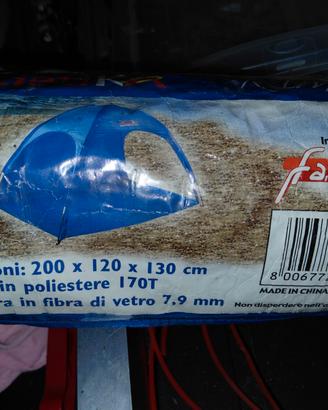 fa
oni: 200 x 120 x 130 cm
in poliestere 170T
ra in fibra di vetro 7,9 mm
8 00677
MADE IN CHINA
Non disperdere nell'a